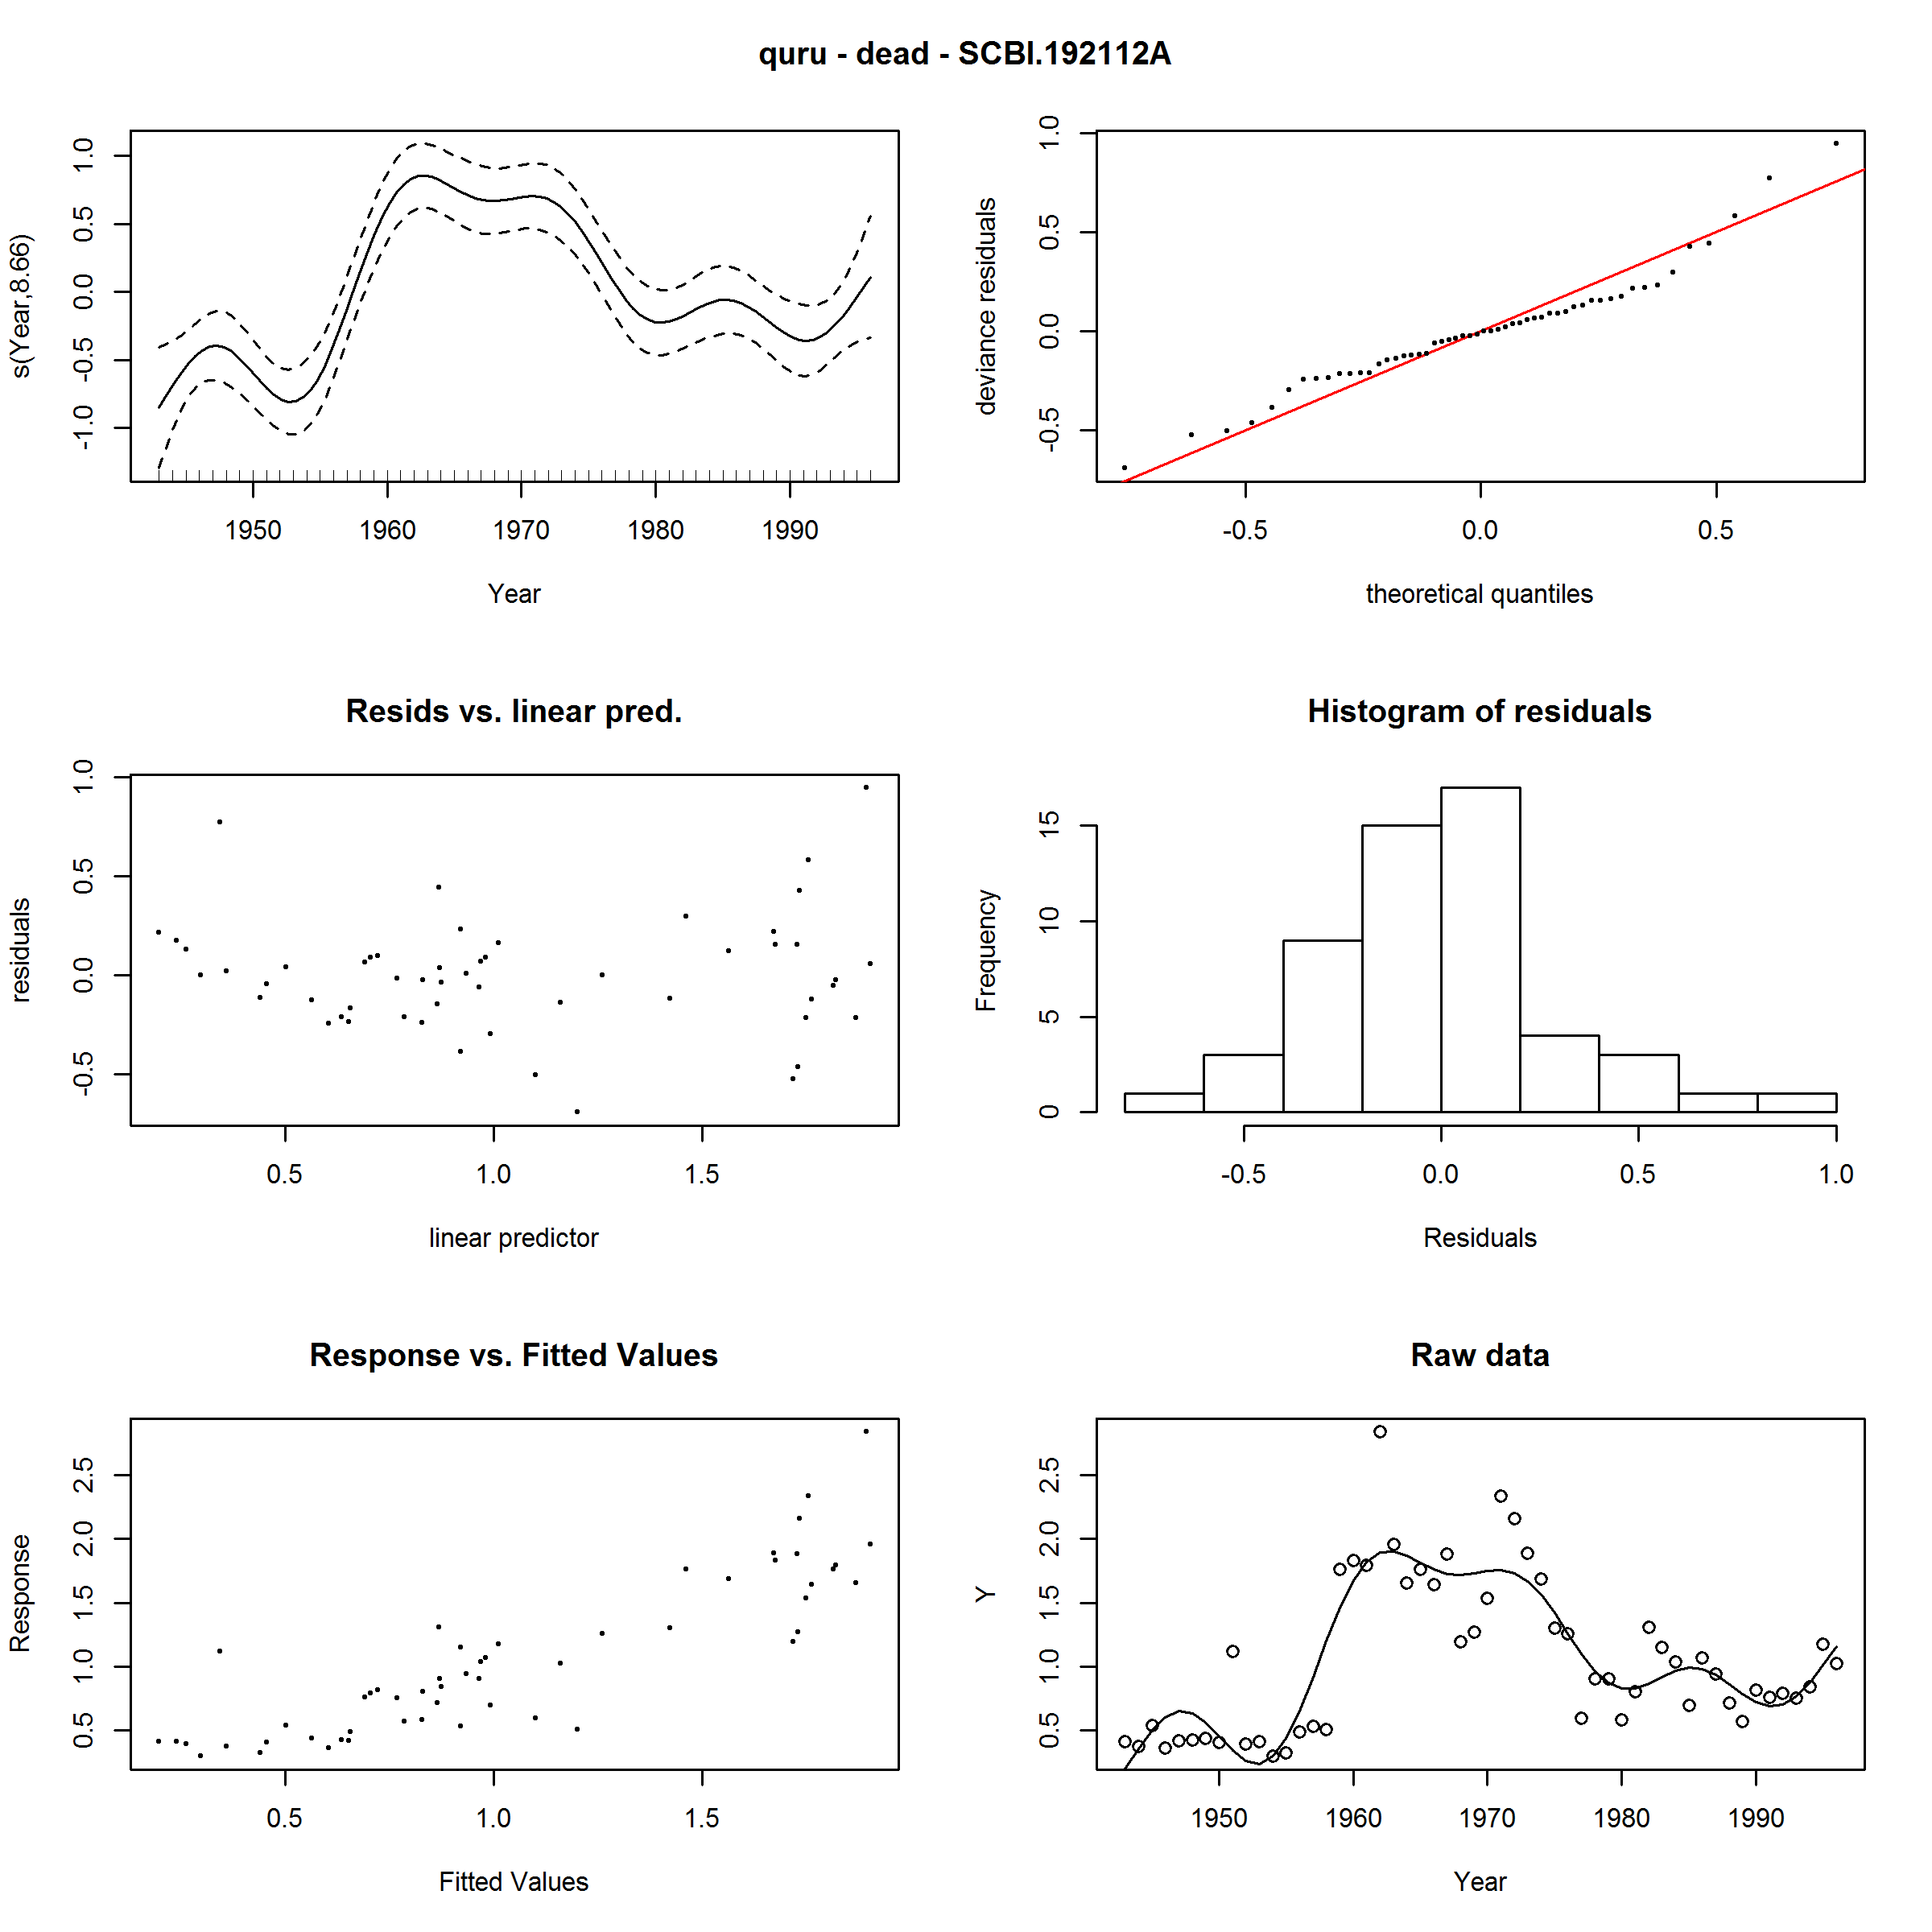 quru - dead - SCBI.192112A
s(Year,8.66)
1.0
0.5
0.0
-0.5
-1.0
1950 1960 1970 1980 1990
Year
deviance residuals
1.0
0.5
0.0
-0.5
-0.5 0.0 0.5
theoretical quantiles
Resids vs. linear pred.
residuals
1.0
0.5
0.0
-0.5
0.5 1.0 1.5
linear predictor
Histogram of residuals
Frequency
15
10
5
0
-0.5 0.0 0.5 1.0
Residuals
Response vs. Fitted Values
Response
2.5
2.0
1.5
1.0
0.5
0.5 1.0 1.5
Fitted Values
Raw data
Y
2.5
2.0
1.5
1.0
0.5
1950 1960 1970 1980 1990
Year